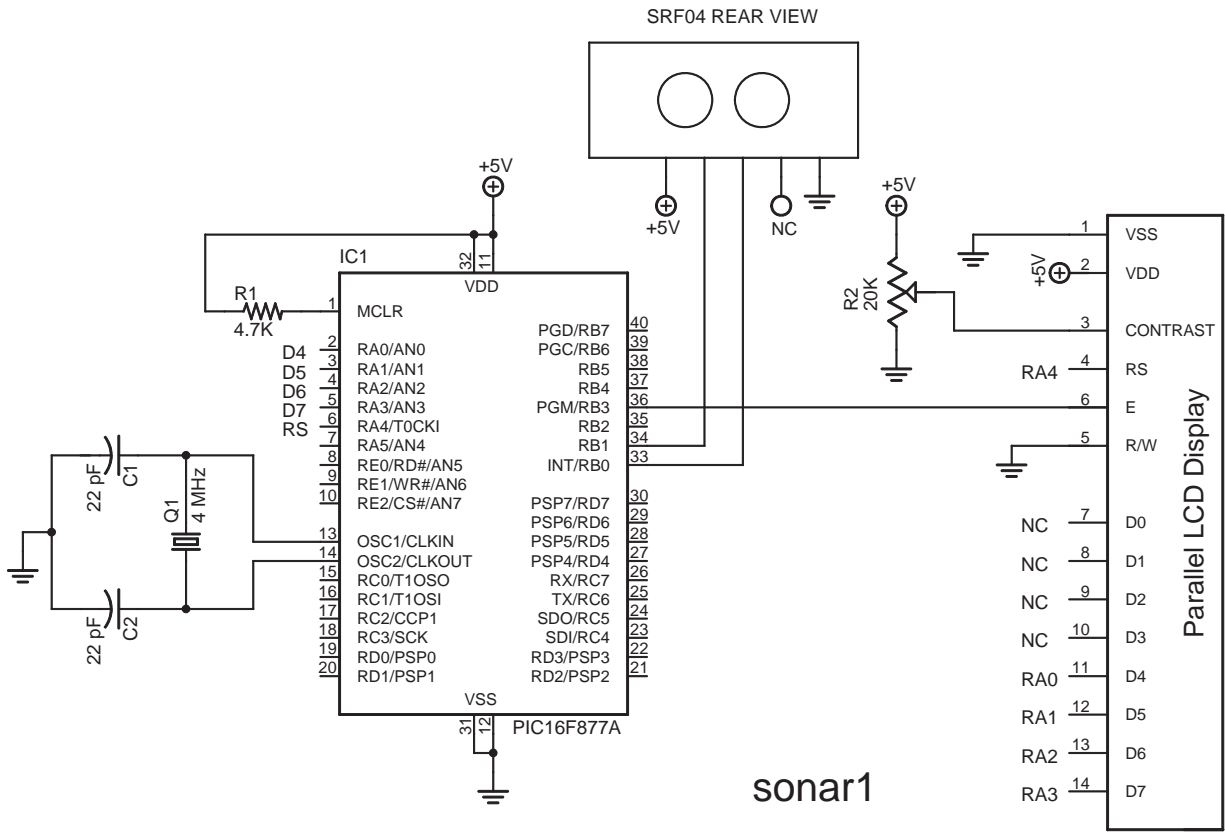 SRF04 REAR VIEW
+5V
NC
+5V
IC1
32
11
VDD
R1
4.7K
1 MCLR
D4 2 RA0/AN0
D5 3 RA1/AN1
D6 4 RA2/AN2
D7 5 RA3/AN3
RS 6 RA4/T0CKI
7 RA5/AN4
8 RE0/RD#/AN5
9 RE1/WR#/AN6
10 RE2/CS#/AN7
13 OSC1/CLKIN
14 OSC2/CLKOUT
15 RC0/T1OSO
16 RC1/T1OSI
17 RC2/CCP1
18 RC3/SCK
19 RD0/PSP0
20 RD1/PSP1
PGD/RB7 40
PGC/RB6 39
RB5 38
RB4 37
PGM/RB3 36
RB2 35
RB1 34
INT/RB0 33
PSP7/RD7 30
PSP6/RD6 29
PSP5/RD5 28
PSP4/RD4 27
RX/RC7 26
TX/RC6 25
SDO/RC5 24
SDI/RC4 23
RD3/PSP3 22
RD2/PSP2 21
VSS
31
12
PIC16F877A
22 pF
C1
Q1
4 MHz
22 pF
C2
+5V
R2
20K
1 VSS
+5V 2 VDD
3 CONTRAST
RA4 4 RS
6 E
5 R/W
NC 7 D0
NC 8 D1
NC 9 D2
NC 10 D3
RA0 11 D4
RA1 12 D5
RA2 13 D6
RA3 14 D7
Parallel LCD Display
sonar1